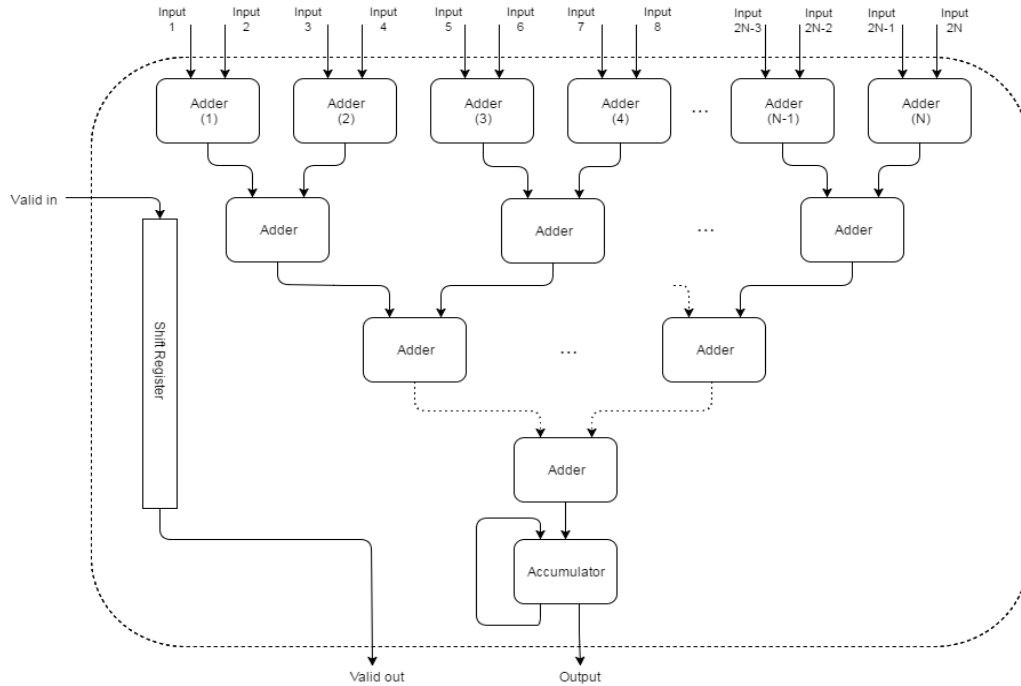 Input Input Input Input Input Input Input Input Input Input Input Input
1 2 3 4 5 6 7 8 2N-3 2N-2 2N-1 2N
Adder Adder Adder Adder Adder Adder
(1) (2) (3) (4) ... (N-1) (N)
Valid in
Adder Adder ... Adder
Shift Register
Adder ... Adder
Adder
Accumulator
Valid out Output